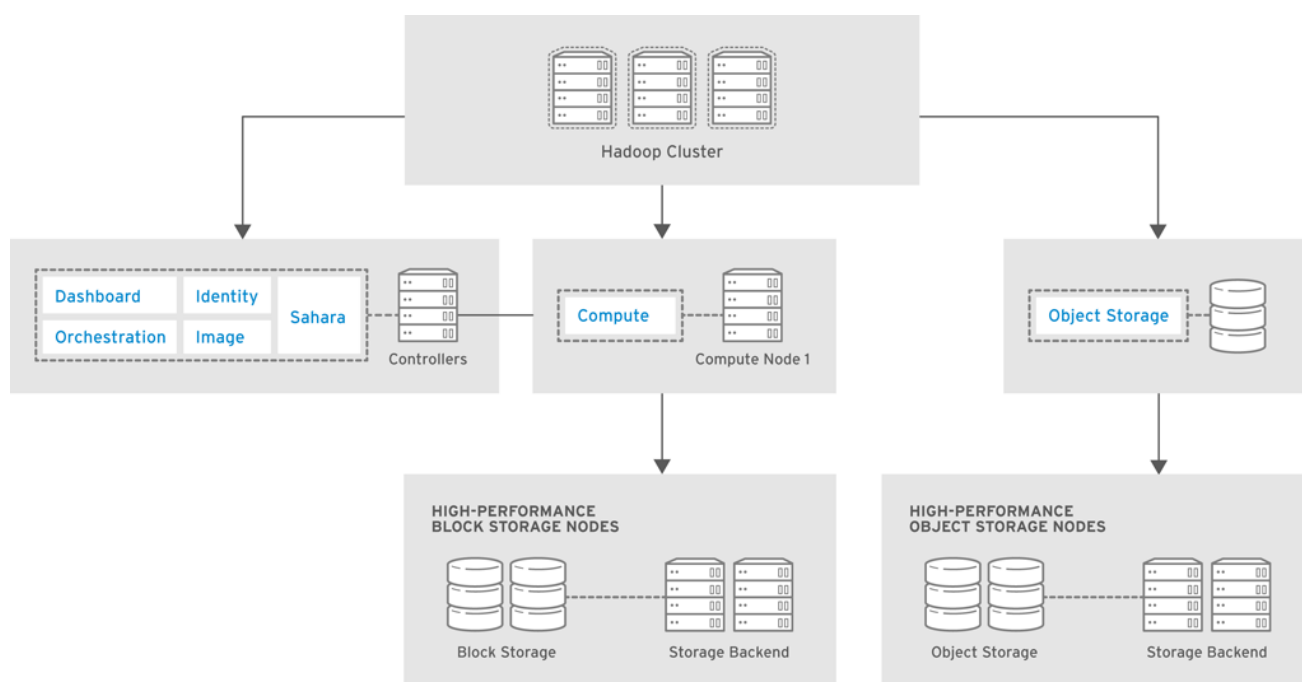 Hadoop Cluster
Dashboard
Identity
Sahara
Orchestration
Image
Controllers
Compute
Compute Node 1
Object Storage
HIGH-PERFORMANCE
BLOCK STORAGE NODES
Block Storage
Storage Backend
HIGH-PERFORMANCE
OBJECT STORAGE NODES
Object Storage
Storage Backend